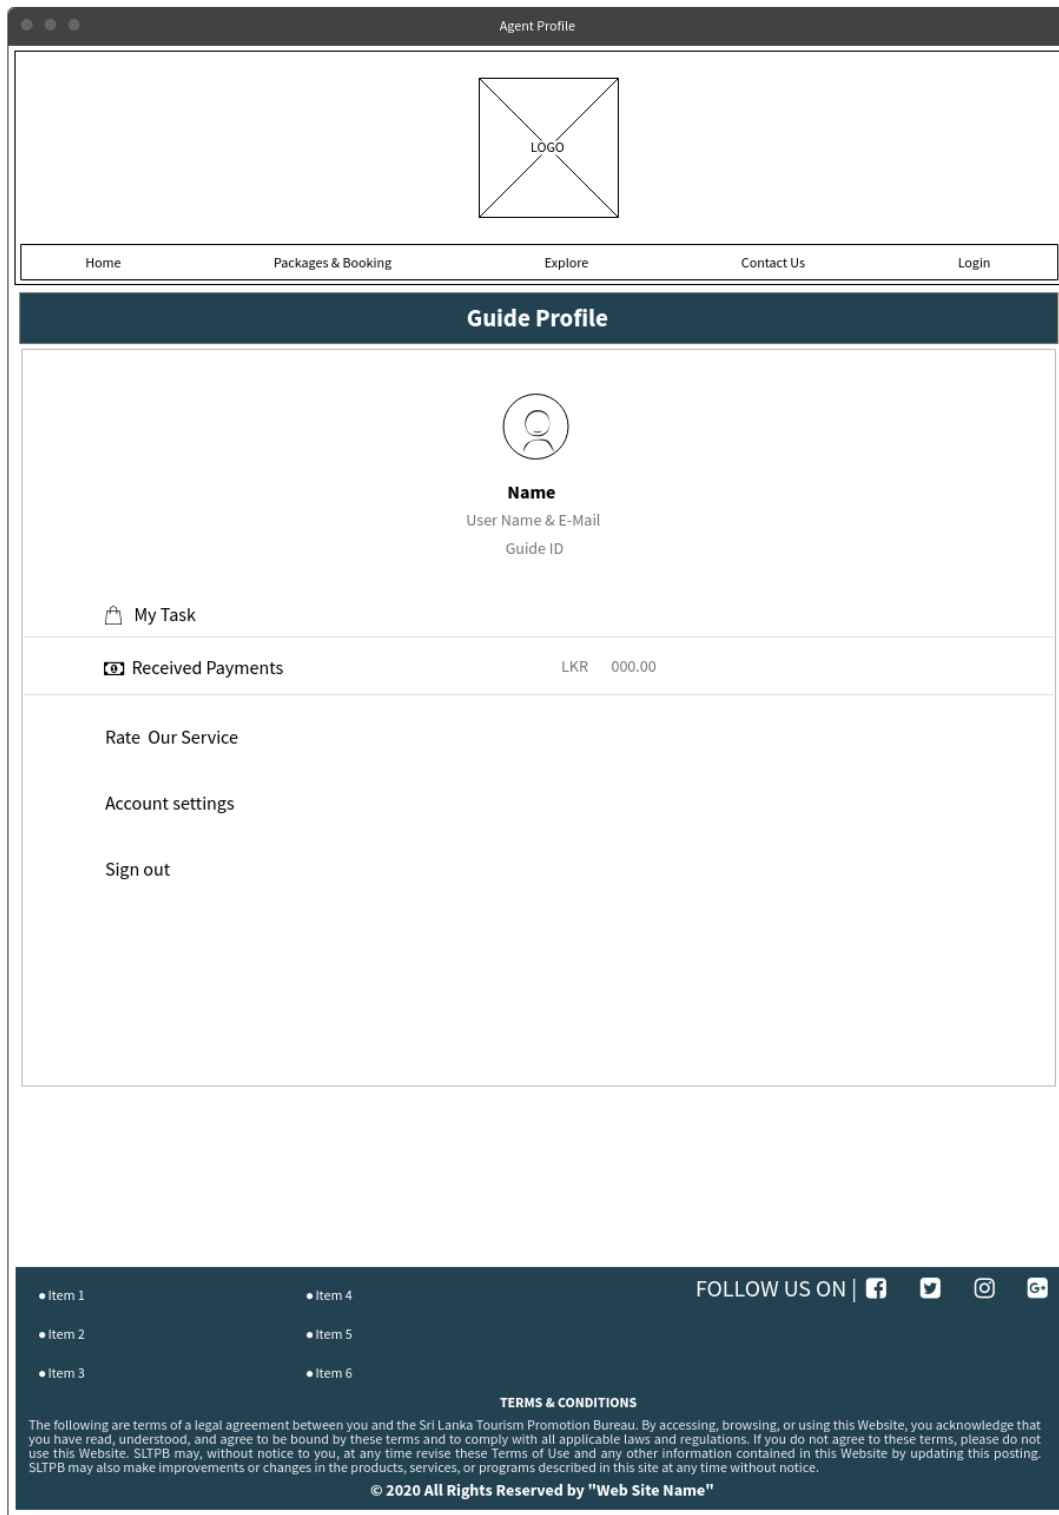 Agent Profile
LOGO
Home Packages & Booking Explore Contact Us Login
Guide Profile
Name
User Name & E-Mail
Guide ID
My Task
Received Payments LKR 000.00
Rate Our Service
Account settings
Sign out
FOLLOW US ON |
Item 1 Item 4
Item 2 Item 5
Item 3 Item 6
TERMS & CONDITIONS
The following are terms of a legal agreement between you and the Sri Lanka Tourism Promotion Bureau. By accessing, browsing, or using this Website, you acknowledge that
you have read, understood, and agree to be bound by these terms and to comply with all applicable laws and regulations. If you do not agree to these terms, please do not
use this Website. SLTPB may, without notice to you, at any time revise these Terms of Use and any other information contained in this Website by updating this posting.
SLTPB may also make improvements or changes in the products, services, or programs described in this site at any time without notice.
© 2020 All Rights Reserved by "Web Site Name"